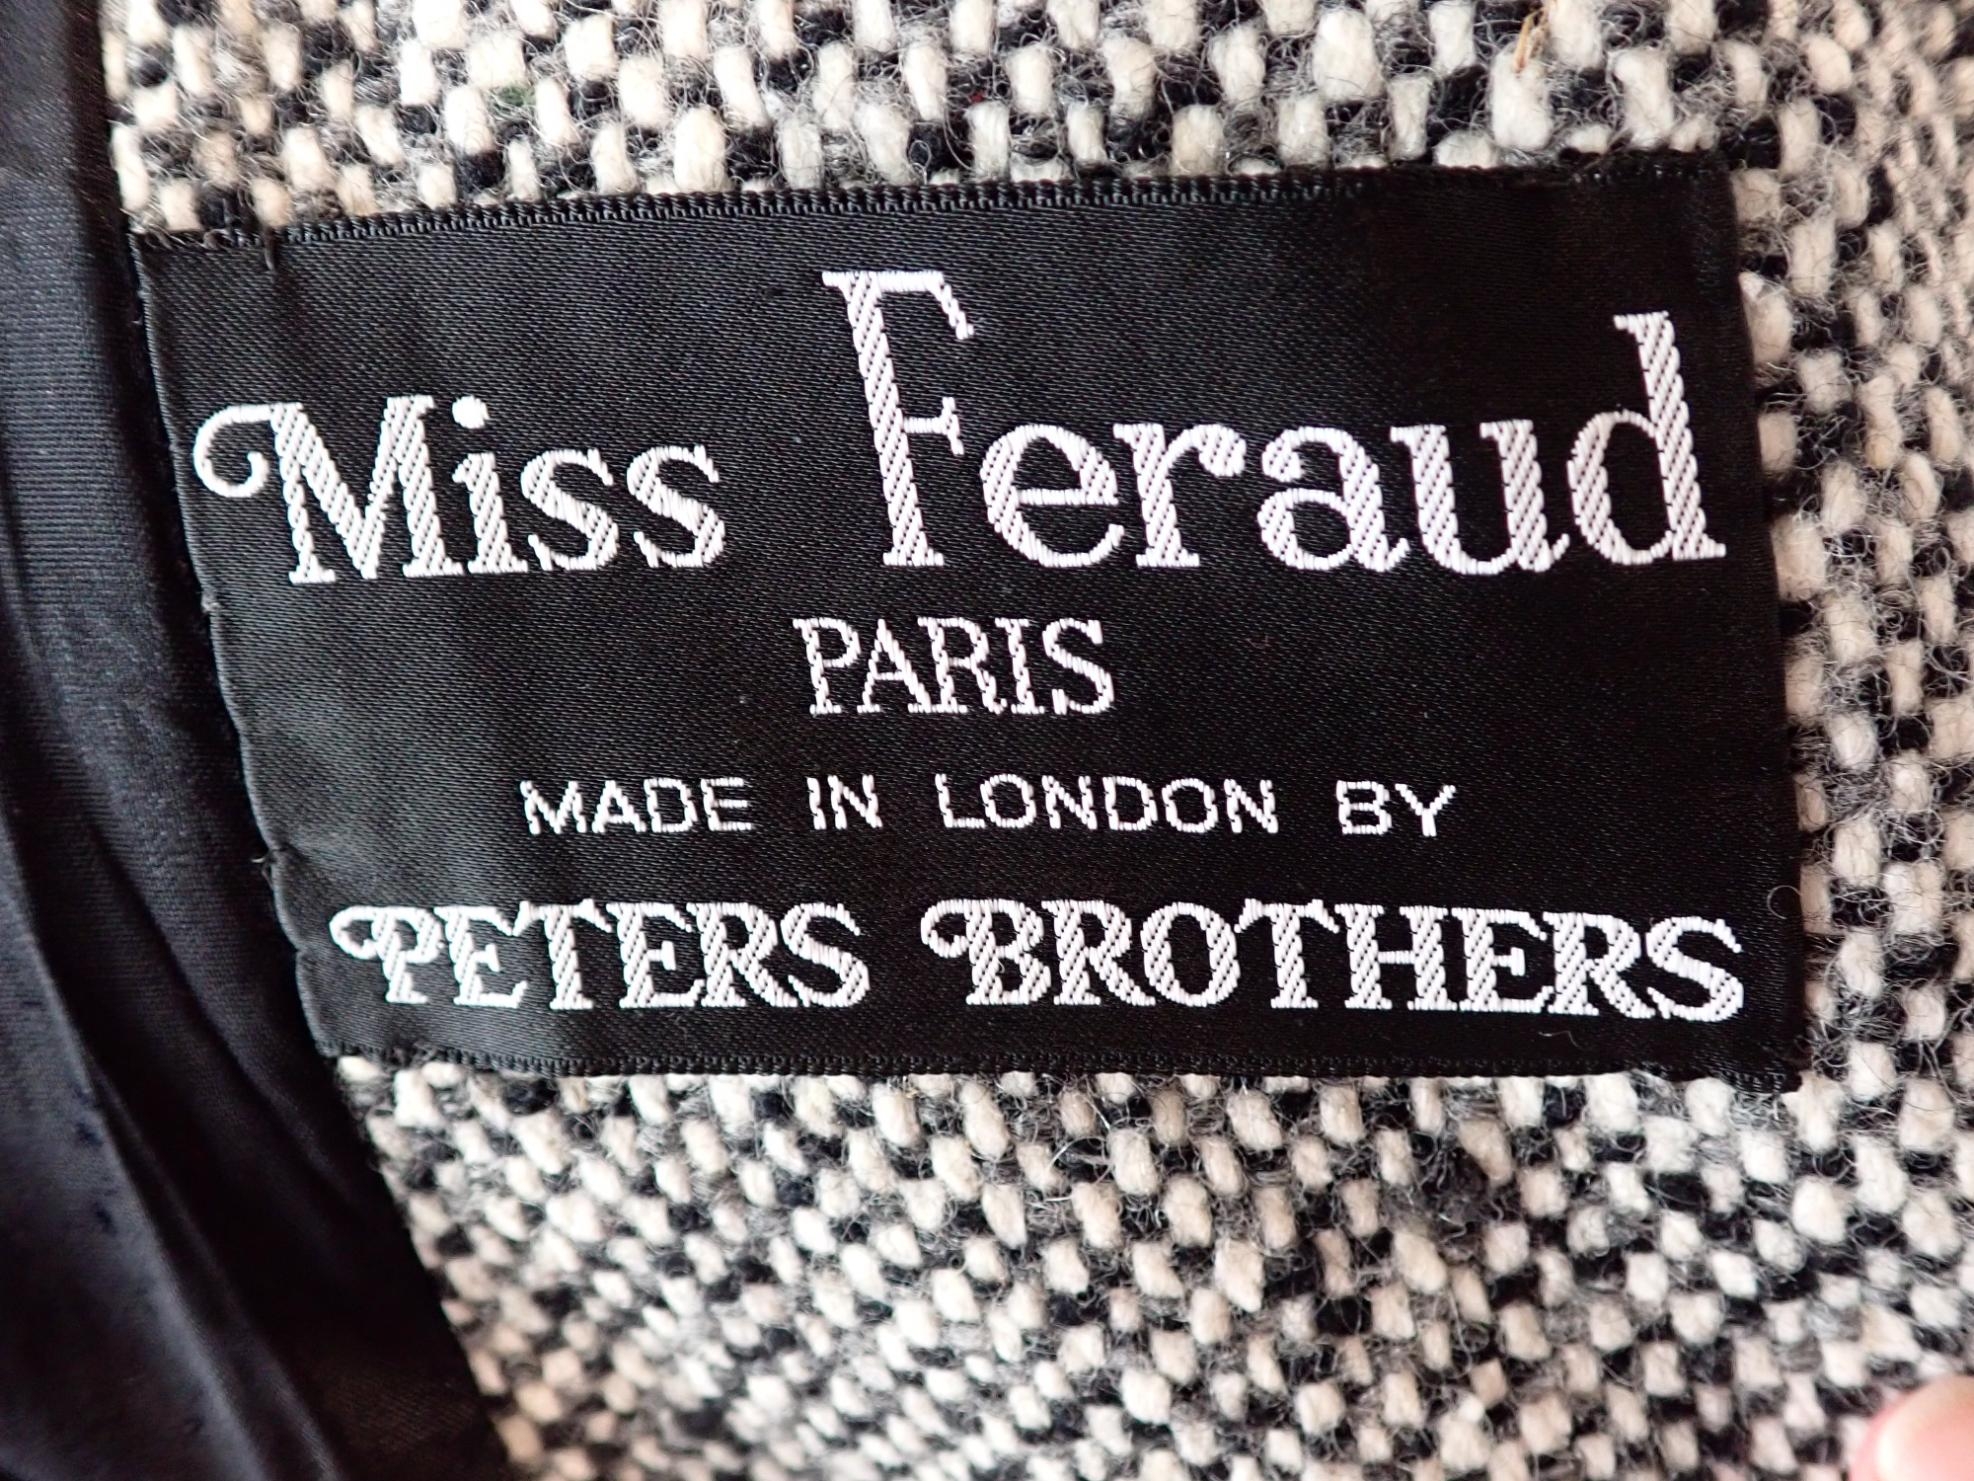 Miss Feraud
PARIS
MADE IN LONDON BY
PETERS BROTHERS